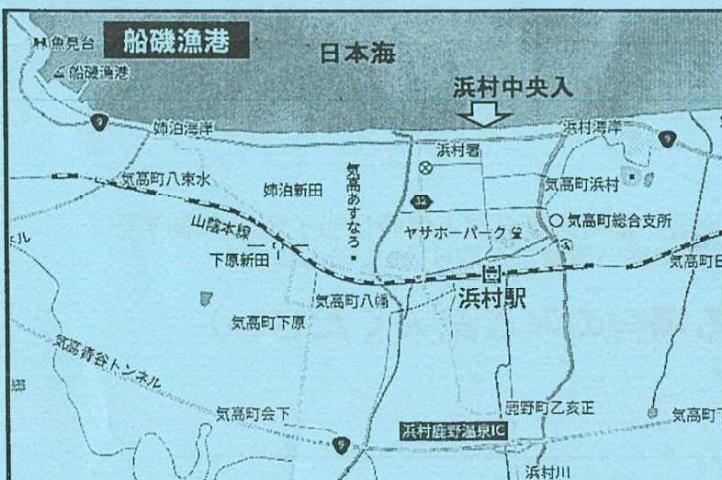 魚見台
船磯漁港
日本海
船磯漁港
浜村中央入
9
姉泊海岸
浜村海岸
9
浜村署
気高町八束水
姉泊新田
気高あすなろ
32
気高町浜村
山陰本線
ヤサホーパーク
気高町総合支所
下原新田
気高町八幡
浜村駅
気高町
気高町下原
気高青谷トンネル
郷
気高町会下
鹿野町乙亥正
9
浜村鹿野温泉IC
気高町
浜村川